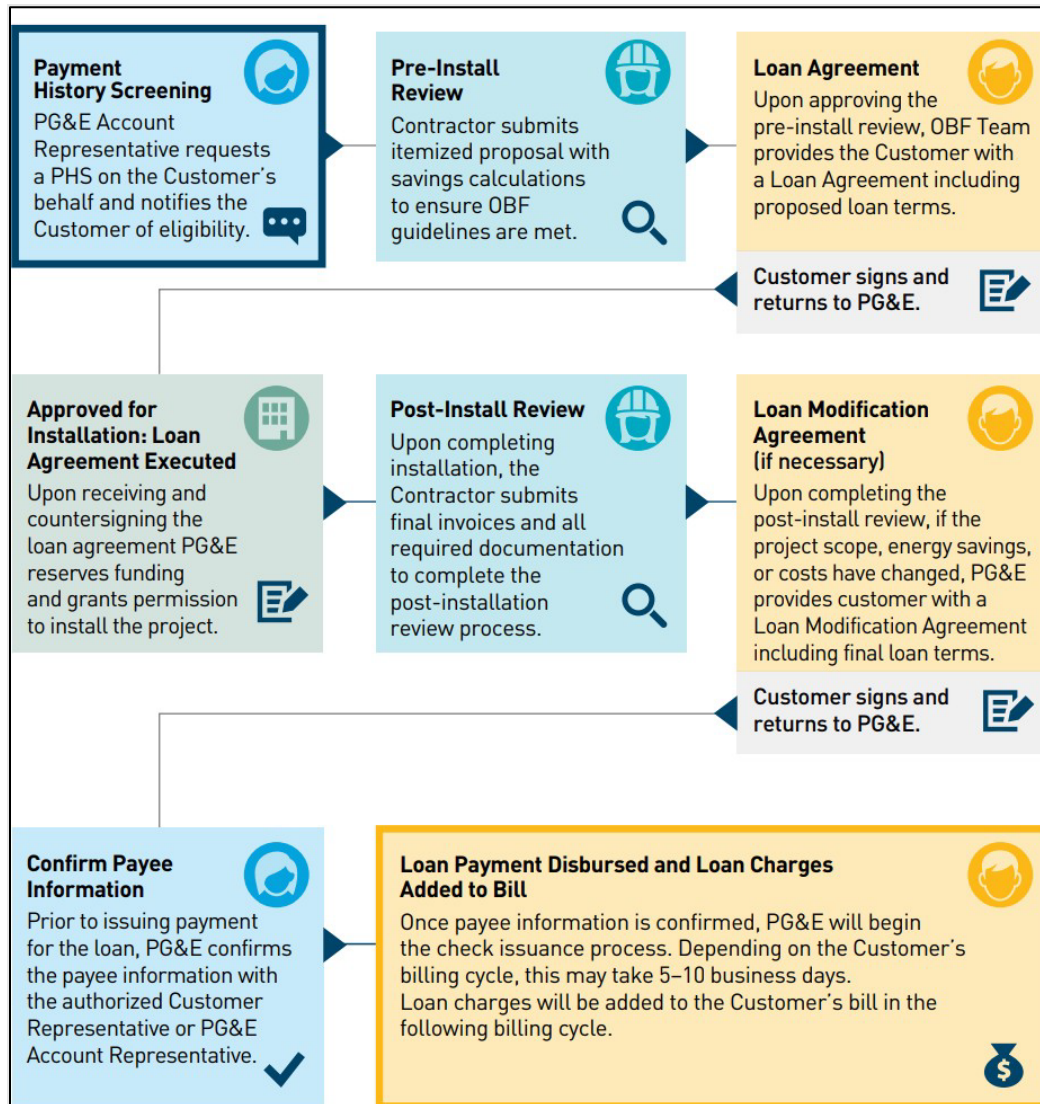 Payment
History Screening
PG&E Account
Representative requests
a PHS on the Customer's
behalf and notifies the
Customer of eligibility.
Pre-Install
Review
Contractor submits
itemized proposal with
savings calculations
to ensure OBF
guidelines are met.
Loan Agreement
Upon approving the
pre-install review, OBF Team
provides the Customer with
a Loan Agreement including
proposed loan terms.
Customer signs and
returns to PG&E.
Approved for
Installation: Loan
Agreement Executed
Upon receiving and
countersigning the
loan agreement PG&E
reserves funding
and grants permission
to install the project.
Post-Install Review
Upon completing
installation, the
Contractor submits
final invoices and all
required documentation
to complete the
post-installation
review process.
Loan Modification
Agreement
(if necessary)
Upon completing the
post-install review, if the
project scope, energy savings,
or costs have changed, PG&E
provides customer with a
Loan Modification Agreement
including final loan terms.
Customer signs and
returns to PG&E.
Confirm Payee
Information
Prior to issuing payment
for the loan, PG&E confirms
the payee information with
the authorized Customer
Representative or PG&E
Account Representative.
Loan Payment Disbursed and Loan Charges
Added to Bill
Once payee information is confirmed, PG&E will begin
the check issuance process. Depending on the Customer's
billing cycle, this may take 5–10 business days.
Loan charges will be added to the Customer's bill in the
following billing cycle.
$